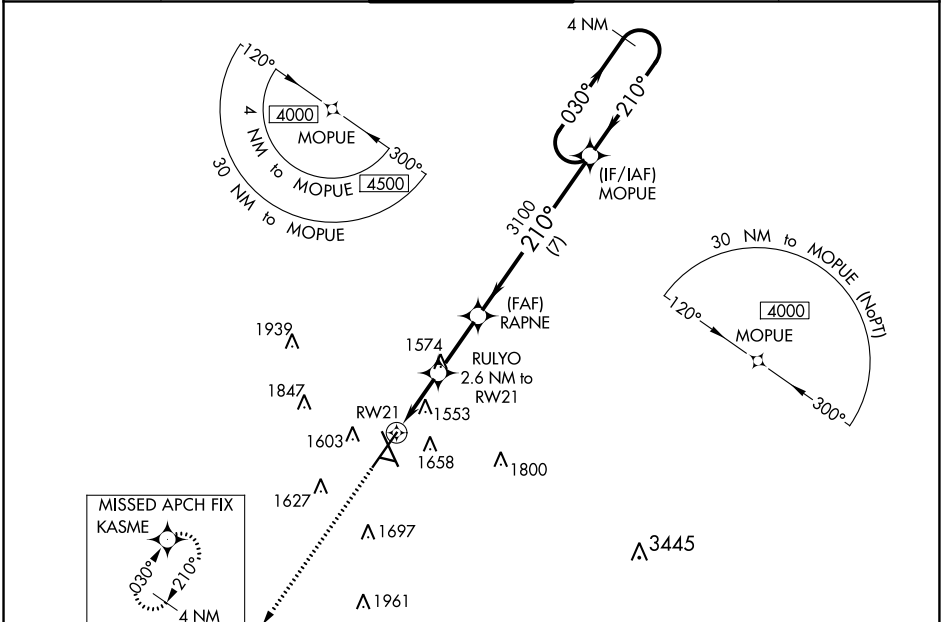 4 NM
030°
210°
(IF/IAF)
MOPUE
120°
4000
MOPUE
300°
4 NM to MOPUE 4500
30 NM to MOPUE
3100
210°
(7)
30 NM to MOPUE (NoPT)
120°
4000
MOPUE
300°
(FAF)
RAPNE
1939
1574
RULYO
2.6 NM to
RW21
1847
RW21
1553
1603
1658
1800
1627
MISSED APCH FIX
KASME
030°
210°
4 NM
1697
3445
1961